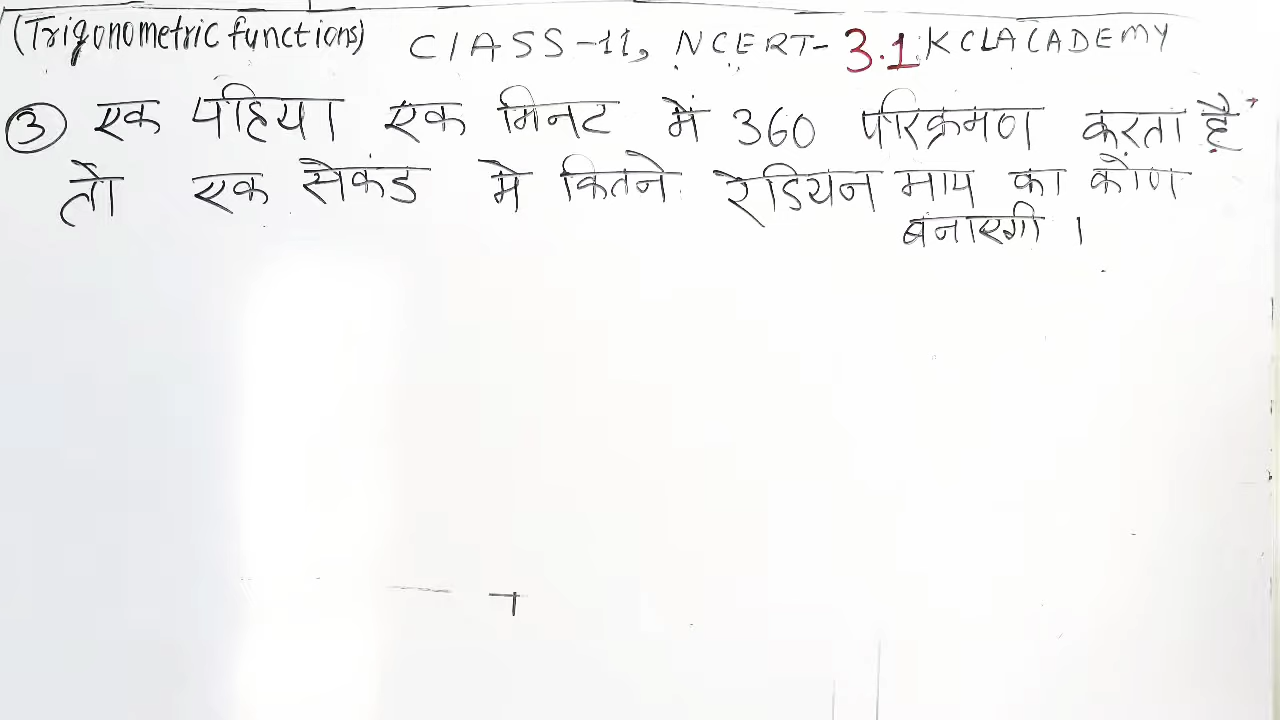 (Trigonometric functions) CLASS-11, NCERT- 3.1 KCLACADEMY
③ एक पहिया एक मिनट में 360 परिक्रमण करता है
तो एक सेकंड मे कितने रेडियन माप का कोण
बनाएगी ।